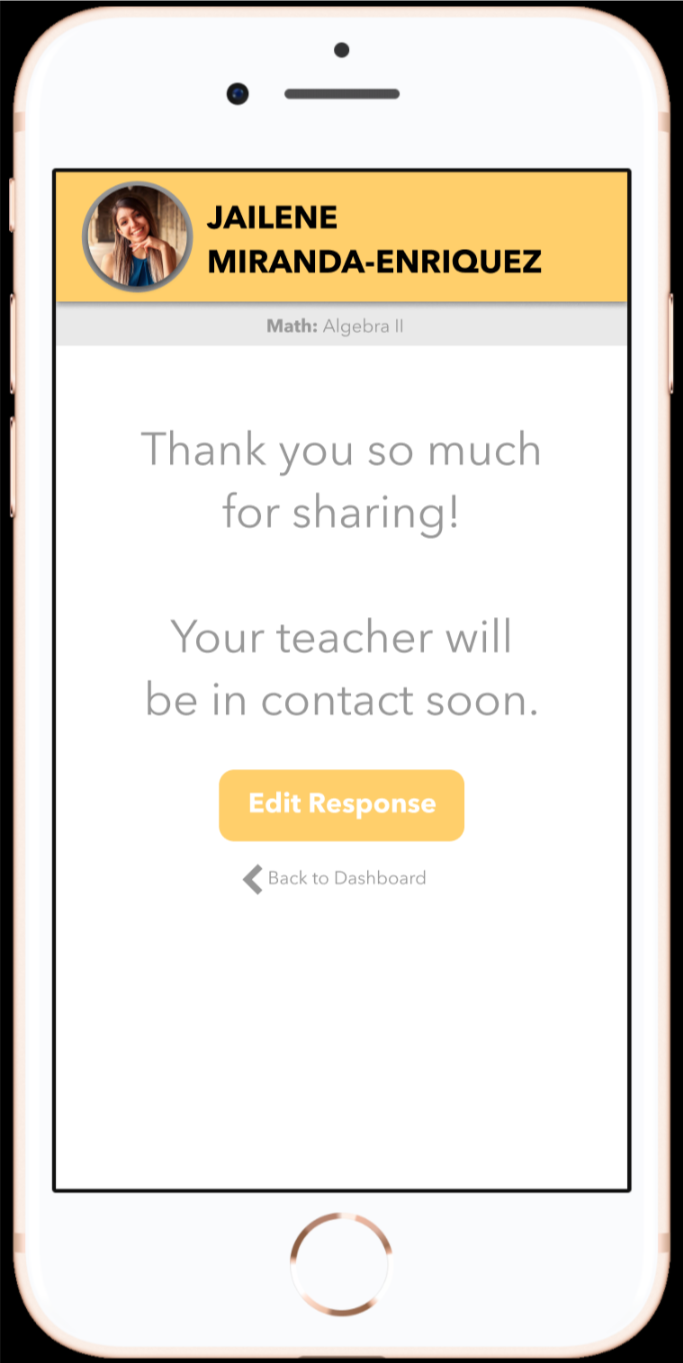 JAILENE
MIRANDA-ENRIQUEZ
Math: Algebra II
Thank you so much
for sharing!
Your teacher will
be in contact soon.
Edit Response
Back to Dashboard